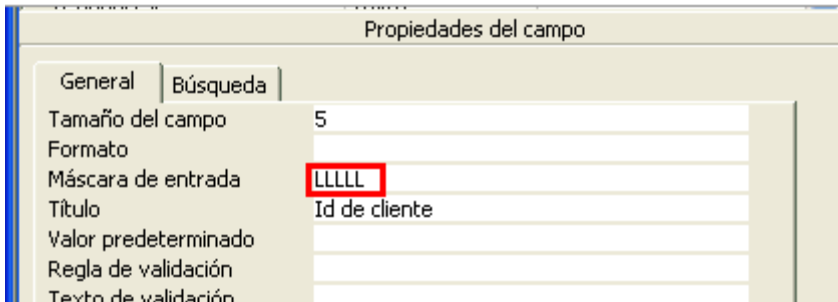 Propiedades del campo
General Búsqueda
Tamaño del campo 5
Formato
Máscara de entrada LLLLL
Título Id de cliente
Valor predeterminado
Regla de validación
Texto de validación